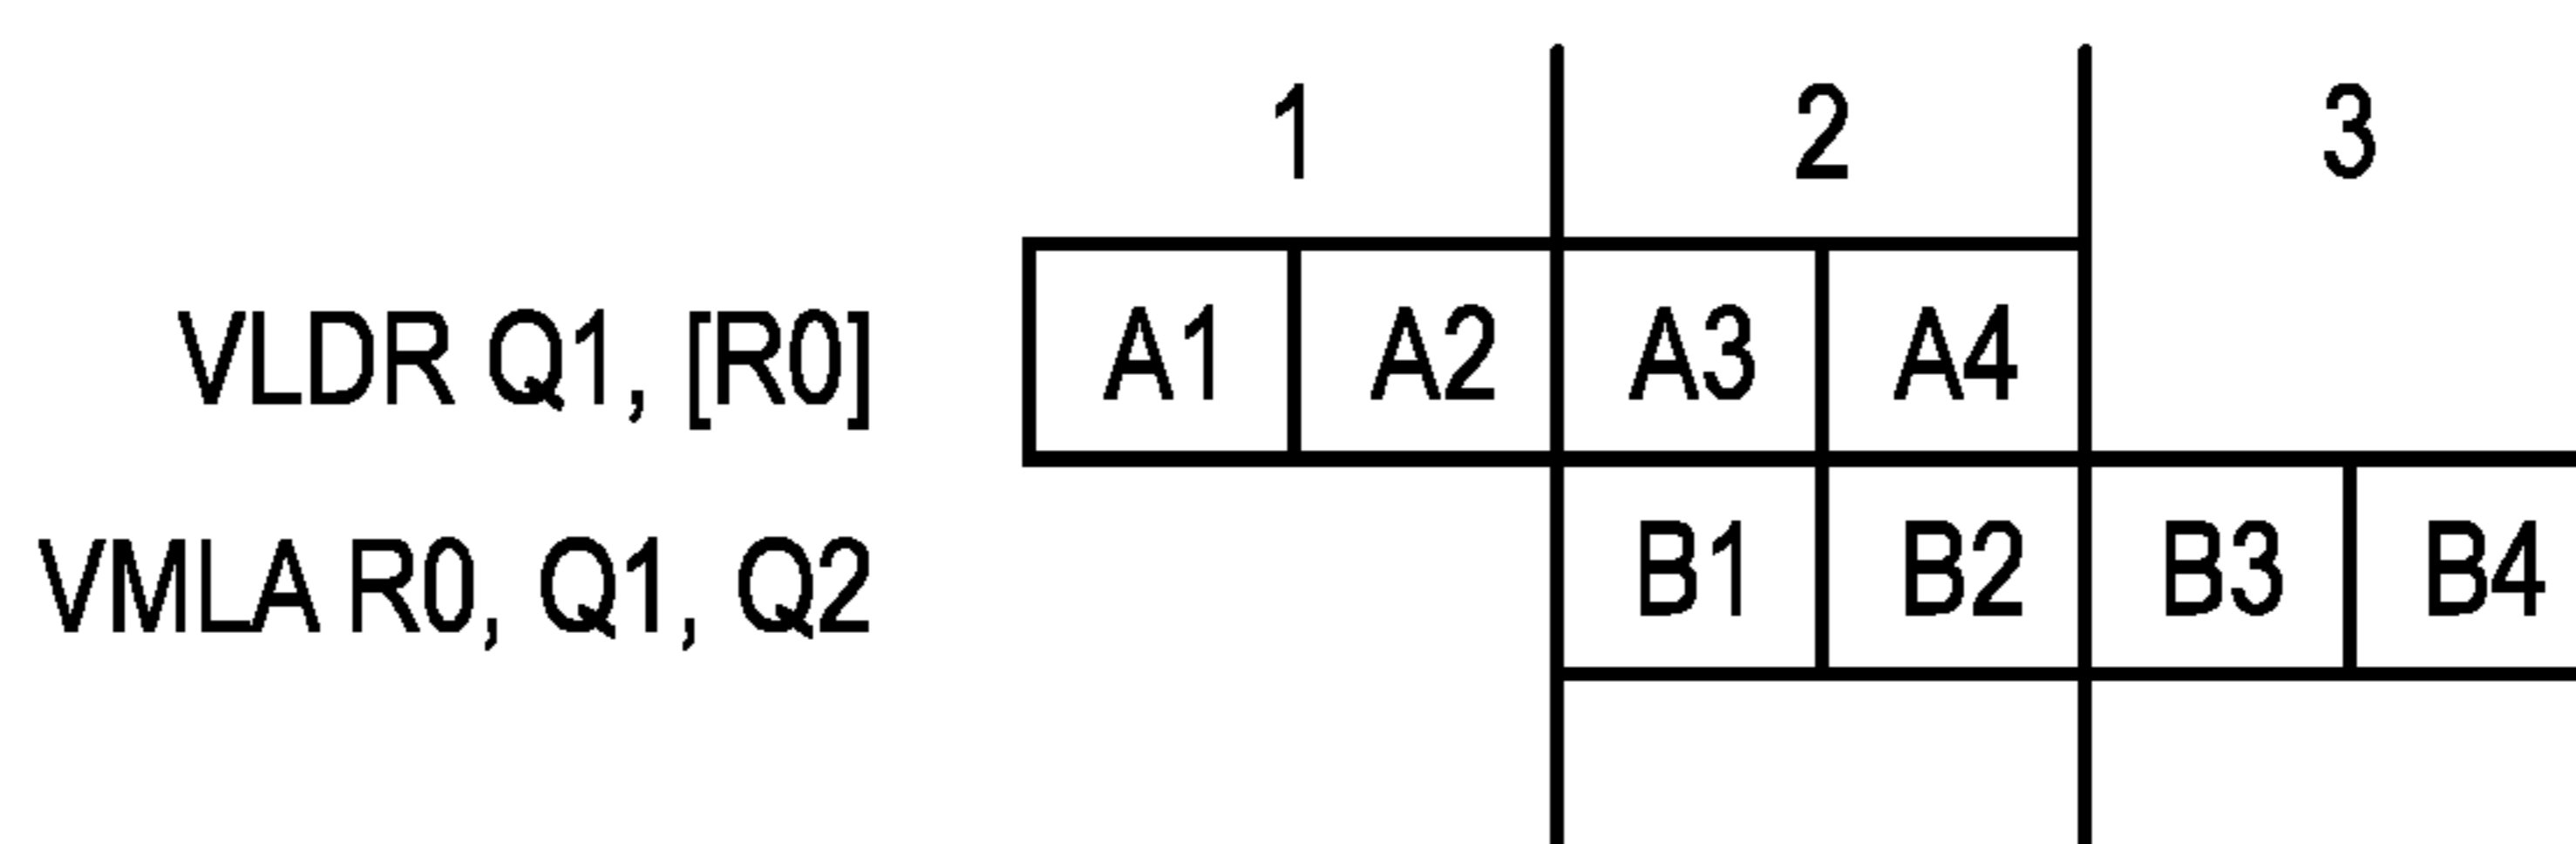 1 2 3
VLDR Q1, [R0] A1 A2 A3 A4
VMLA R0, Q1, Q2 B1 B2 B3 B4